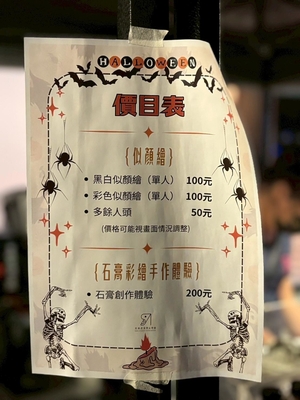 HALLOWEEN
價目表
{似顏繪}
• 黑白似顏繪（單人） 100元
• 彩色似顏繪（單人） 100元
• 多餘人頭 50元
(價格可能視畫面情況調整)
{石膏彩繪手作體驗}
• 石膏創作體驗 200元